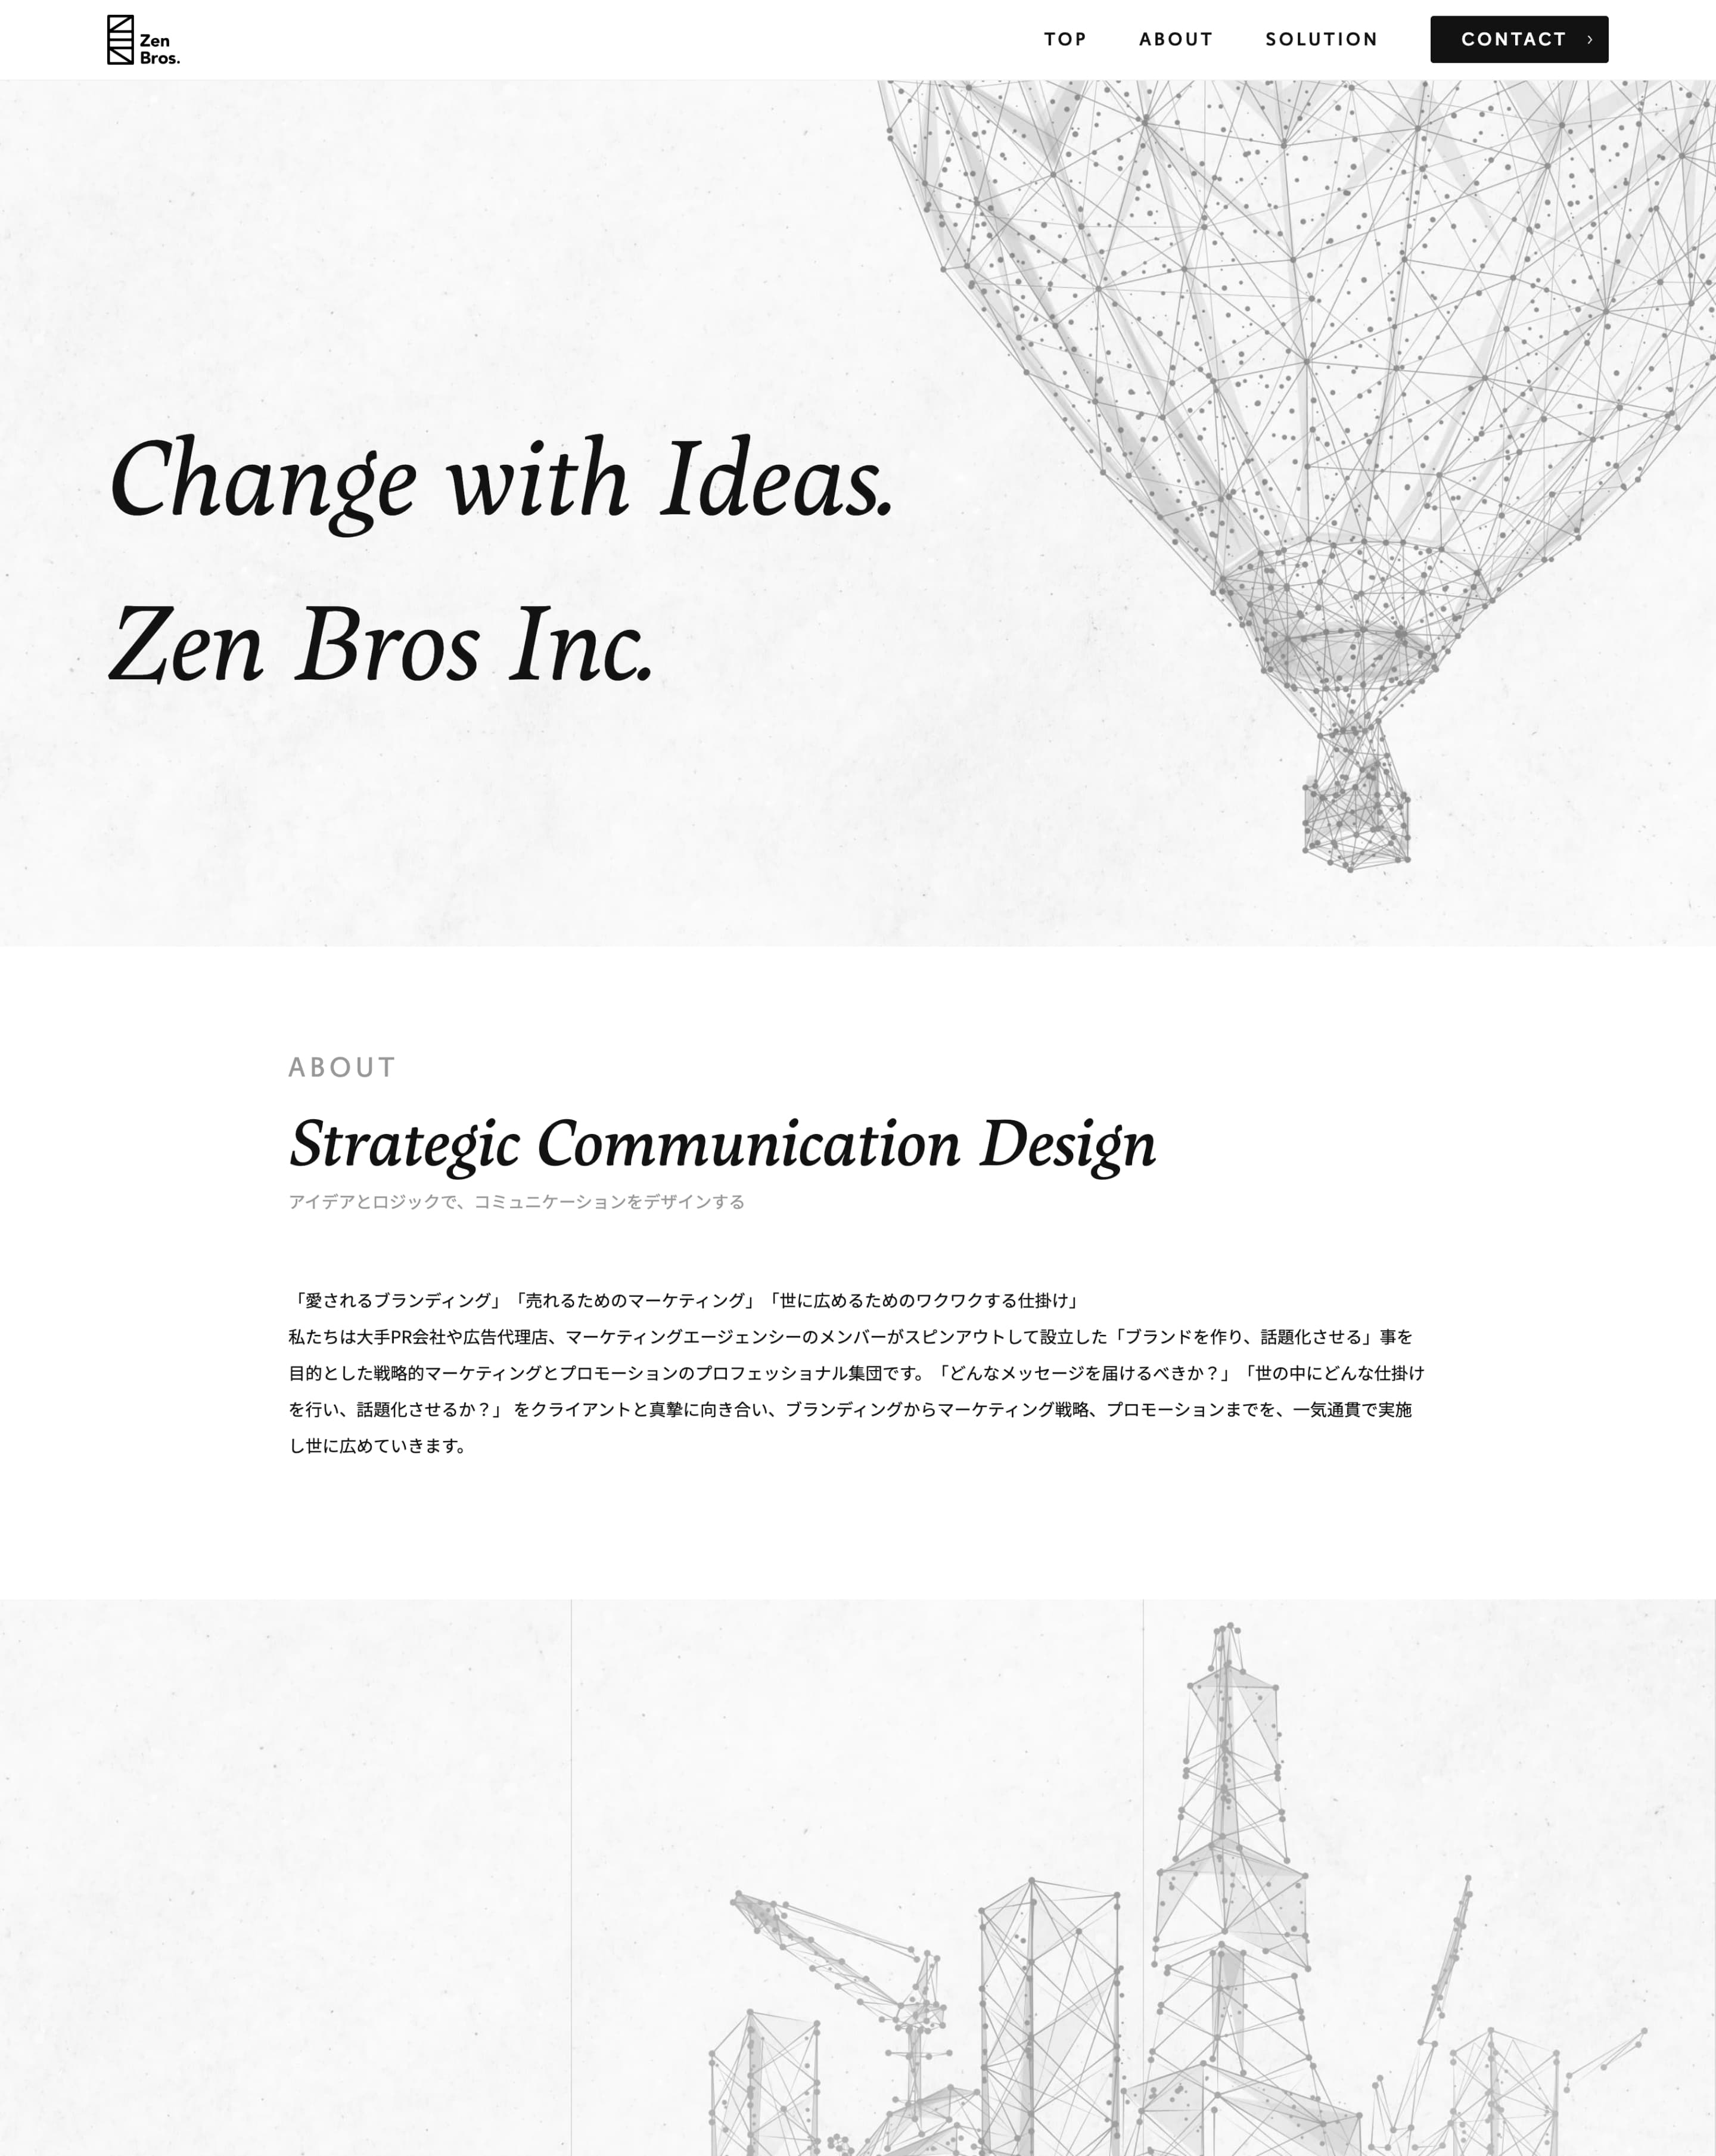 Zen
Bros.
TOP
ABOUT
SOLUTION
CONTACT
Change with Ideas.
Zen Bros Inc.
ABOUT
Strategic Communication Design
アイデアとロジックで、コミュニケーションをデザインする
「愛されるブランディング」「売れるためのマーケティング」「世に広めるためのワクワクする仕掛け」
私たちは大手PR会社や広告代理店、マーケティングエージェンシーのメンバーがスピンアウトして設立した「ブランドを作り、話題化させる」事を
目的とした戦略的マーケティングとプロモーションのプロフェッショナル集団です。「どんなメッセージを届けるべきか？」「世の中にどんな仕掛け
を行い、話題化させるか？」 をクライアントと真摯に向き合い、ブランディングからマーケティング戦略、プロモーションまでを、一気通貫で実施
し世に広めていきます。